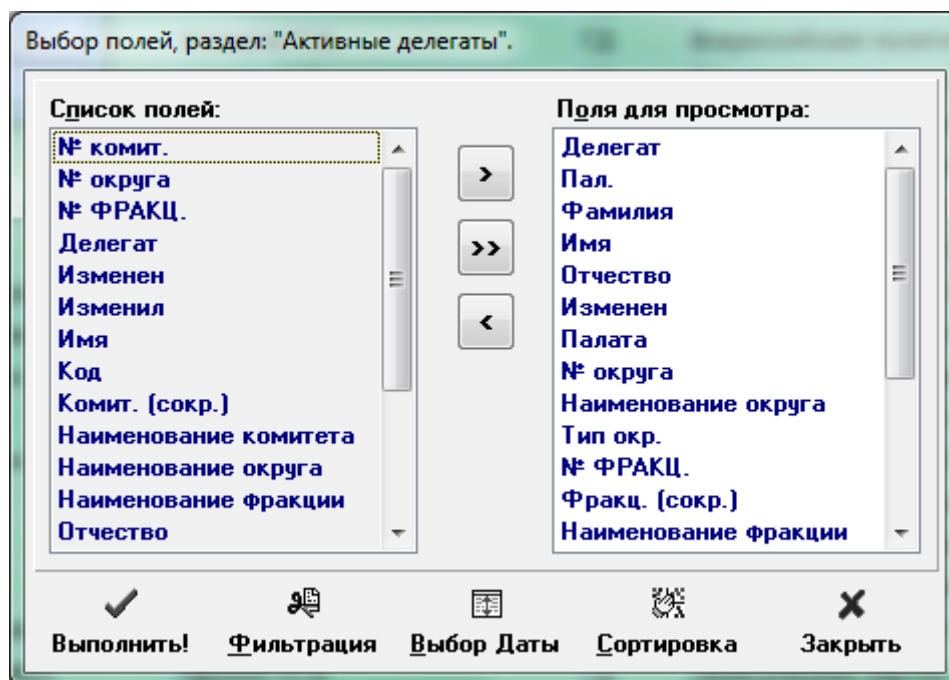 Выбор полей, раздел: "Активные делегаты".
Список полей:
№ комит.
№ округа
№ ФРАКЦ.
Делегат
Изменен
Изменил
Имя
Код
Комит. (сокр.)
Наименование комитета
Наименование округа
Наименование фракции
Отчество
>
>>
<
Поля для просмотра:
Делегат
Пал.
Фамилия
Имя
Отчество
Изменен
Палата
№ округа
Наименование округа
Тип окр.
№ ФРАКЦ.
Фракц. (сокр.)
Наименование фракции
Выполнить!
Фильтрация
Выбор Даты
Сортировка
Закрыть